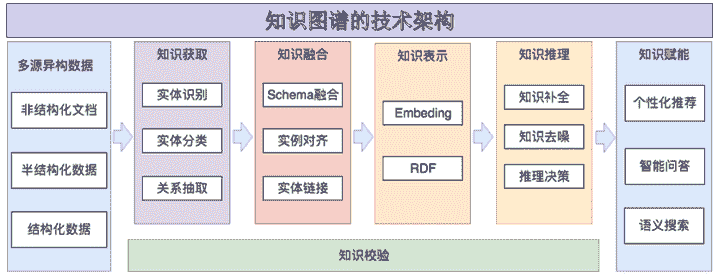 知识图谱的技术架构
多源异构数据
非结构化文档
半结构化数据
结构化数据
知识获取
实体识别
实体分类
关系抽取
知识融合
Schema融合
实例对齐
实体链接
知识表示
Embeding
RDF
知识推理
知识补全
知识去噪
推理决策
知识赋能
个性化推荐
智能问答
语义搜索
知识校验